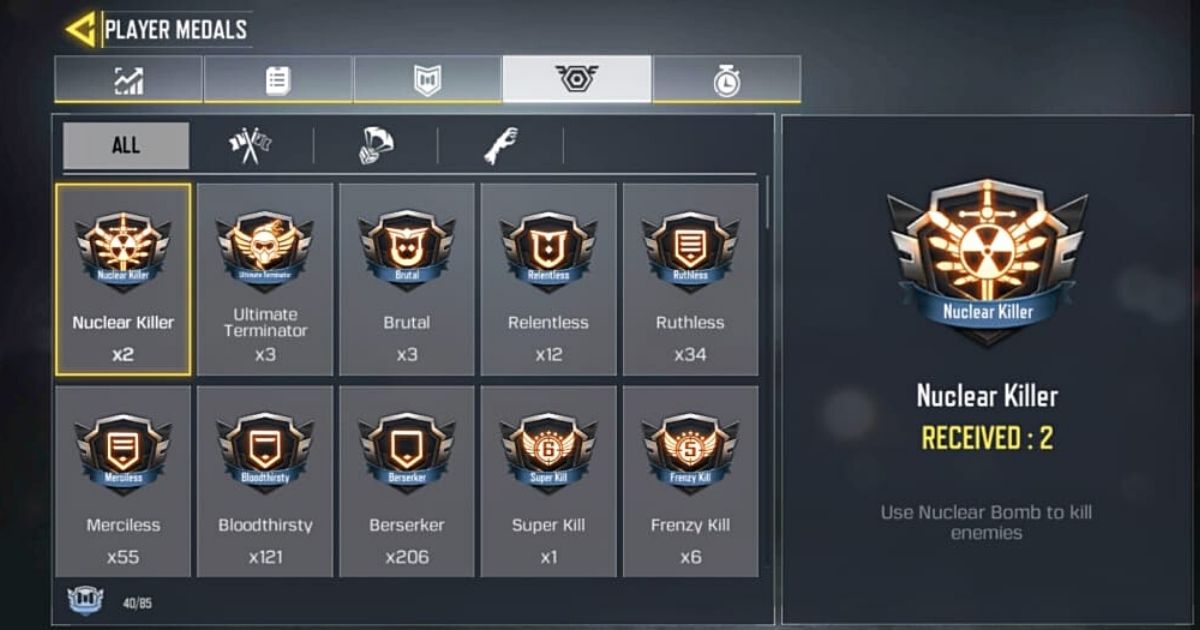 PLAYER MEDALS
ALL
Nuclear Killer
Nuclear Killer
x2
Ultimate Terminator
Ultimate
Terminator
x3
Brutal
Brutal
x3
Relentless
Relentless
x12
Ruthless
Ruthless
x34
Merciless
Merciless
x55
Bloodthirsty
Bloodthirsty
x121
Berserker
Berserker
x206
6
Super Kill
Super Kill
x1
5
Frenzy Kill
Frenzy Kill
x6
40/85
Nuclear Killer
Nuclear Killer
RECEIVED : 2
Use Nuclear Bomb to kill
enemies